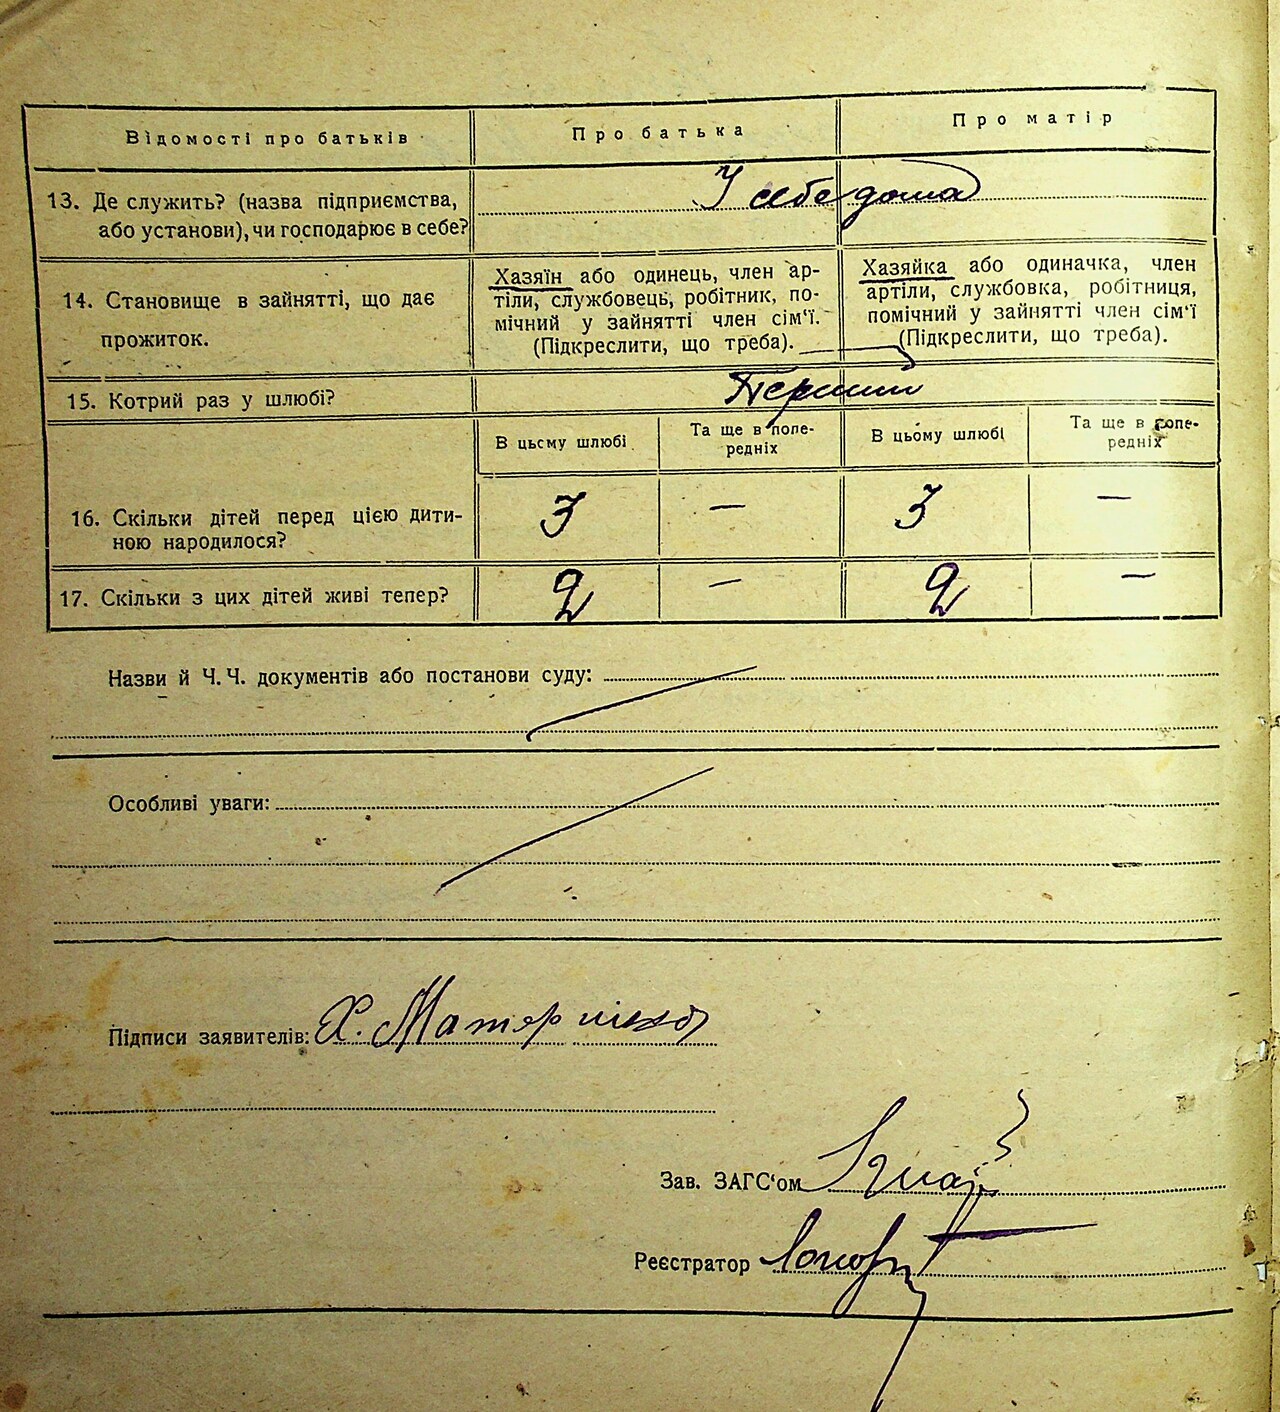 Відомості про батьків Про батька Про матір
13. Де служить? (назва підприємства,
або установи), чи господарює в себе?
У себе дома
14. Становище в зайнятті, що дає
прожиток.
Хазяїн або одинець, член ар-
тіли, службовець, робітник, по-
мічний у зайнятті член сім'ї.
(Підкреслити, що треба).
Хазяйка або одиначка, член
артіли, службовка, робітниця,
помічний у зайнятті член сім'ї
(Підкреслити, що треба).
15. Котрий раз у шлюбі? Перший
В цьому шлюбі Та ще в попе-
редніх
В цьому шлюбі Та ще в попе-
редніх
16. Скільки дітей перед цією дити-
ною народилося?
3 — 3 —
17. Скільки з цих дітей живі тепер? 2 — 2 —
Назви й Ч. Ч. документів або постанови суду:
Особливі уваги:
Підписи заявителів: Х.
Зав. ЗАГС'ом
Реєстратор